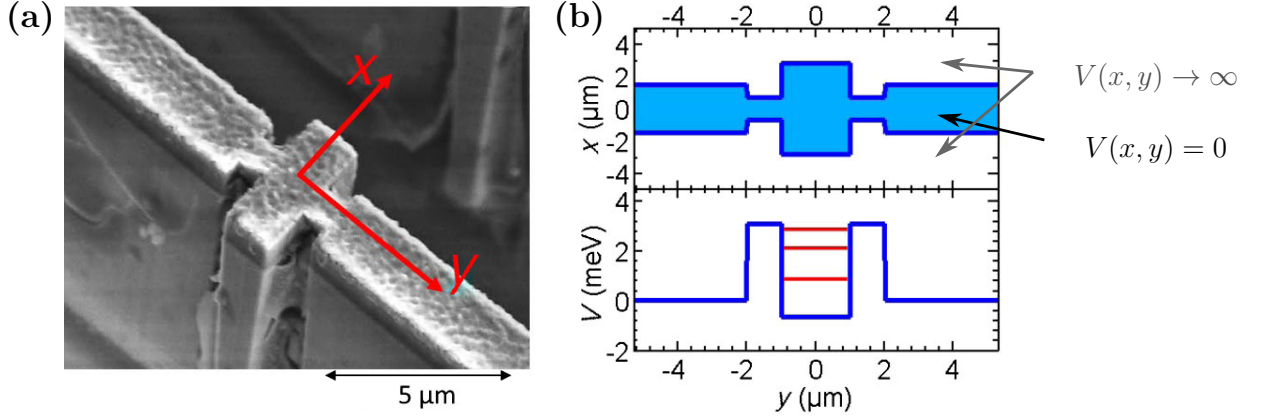 (a)
X
y
5 µm
(b)
-4 -2 0 2 4
4
2
0
-2
-4
x (µm)
V(x, y) → ∞
V(x, y) = 0
4
2
0
-2
V (meV)
-4 -2 0 2 4
y (µm)